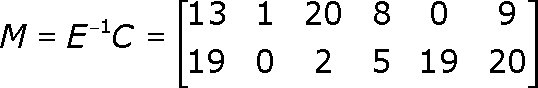 M = E⁻¹C = [13 1 20 8 0 9
19 0 2 5 19 20]